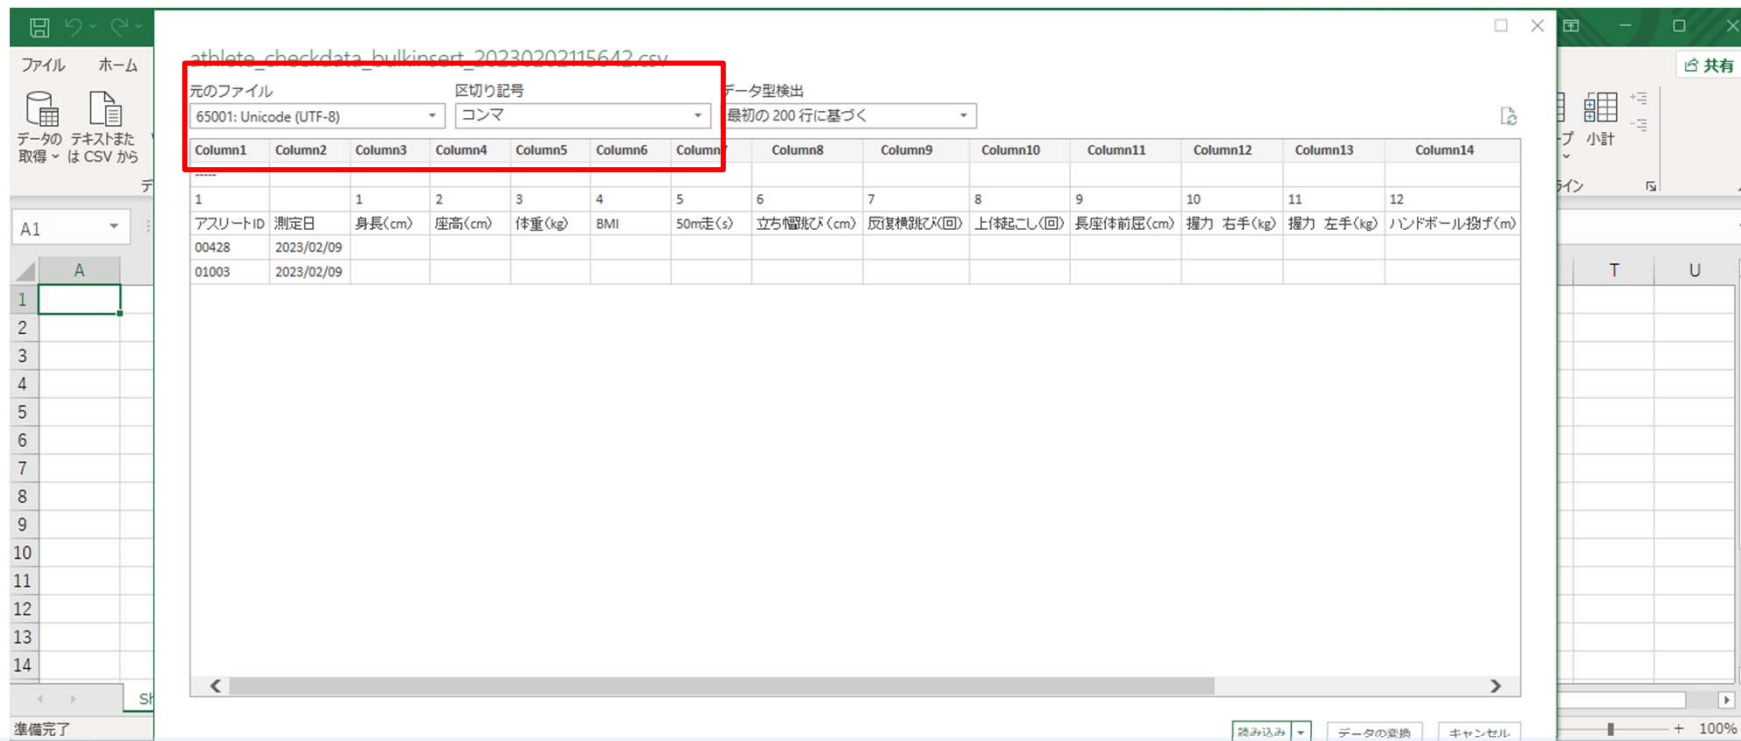 athlete_checkdata_bulkinsert_20230202115642.csv
ファイル ホーム
共有
元のファイル 区切り記号 データ型検出
65001: Unicode (UTF-8) コンマ 最初の 200 行に基づく
データの取得 テキストまたは CSV から
小計
Column1 Column2 Column3 Column4 Column5 Column6 Column7 Column8 Column9 Column10 Column11 Column12 Column13 Column14
-----
1 1 2 3 4 5 6 7 8 9 10 11 12
アスリートID 測定日 身長(cm) 座高(cm) 体重(kg) BMI 50m走(s) 立ち幅跳び(cm) 反復横跳び(回) 上体起こし(回) 長座体前屈(cm) 握力 右手(kg) 握力 左手(kg) ハンドボール投げ(m)
00428 2023/02/09
01003 2023/02/09
A1
A T U
1
2
3
4
5
6
7
8
9
10
11
12
13
14
読み込み データの変換 キャンセル
準備完了
100%